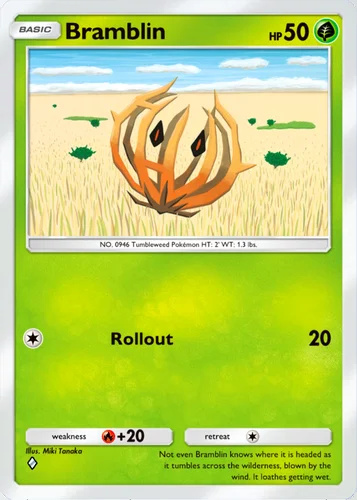 BASIC Bramblin HP 50
NO. 0946 Tumbleweed Pokémon HT: 2' WT: 1.3 lbs.
Rollout 20
weakness +20 retreat
Illus. Miki Tanaka
Not even Bramblin knows where it is headed as
it tumbles across the wilderness, blown by the
wind. It loathes getting wet.